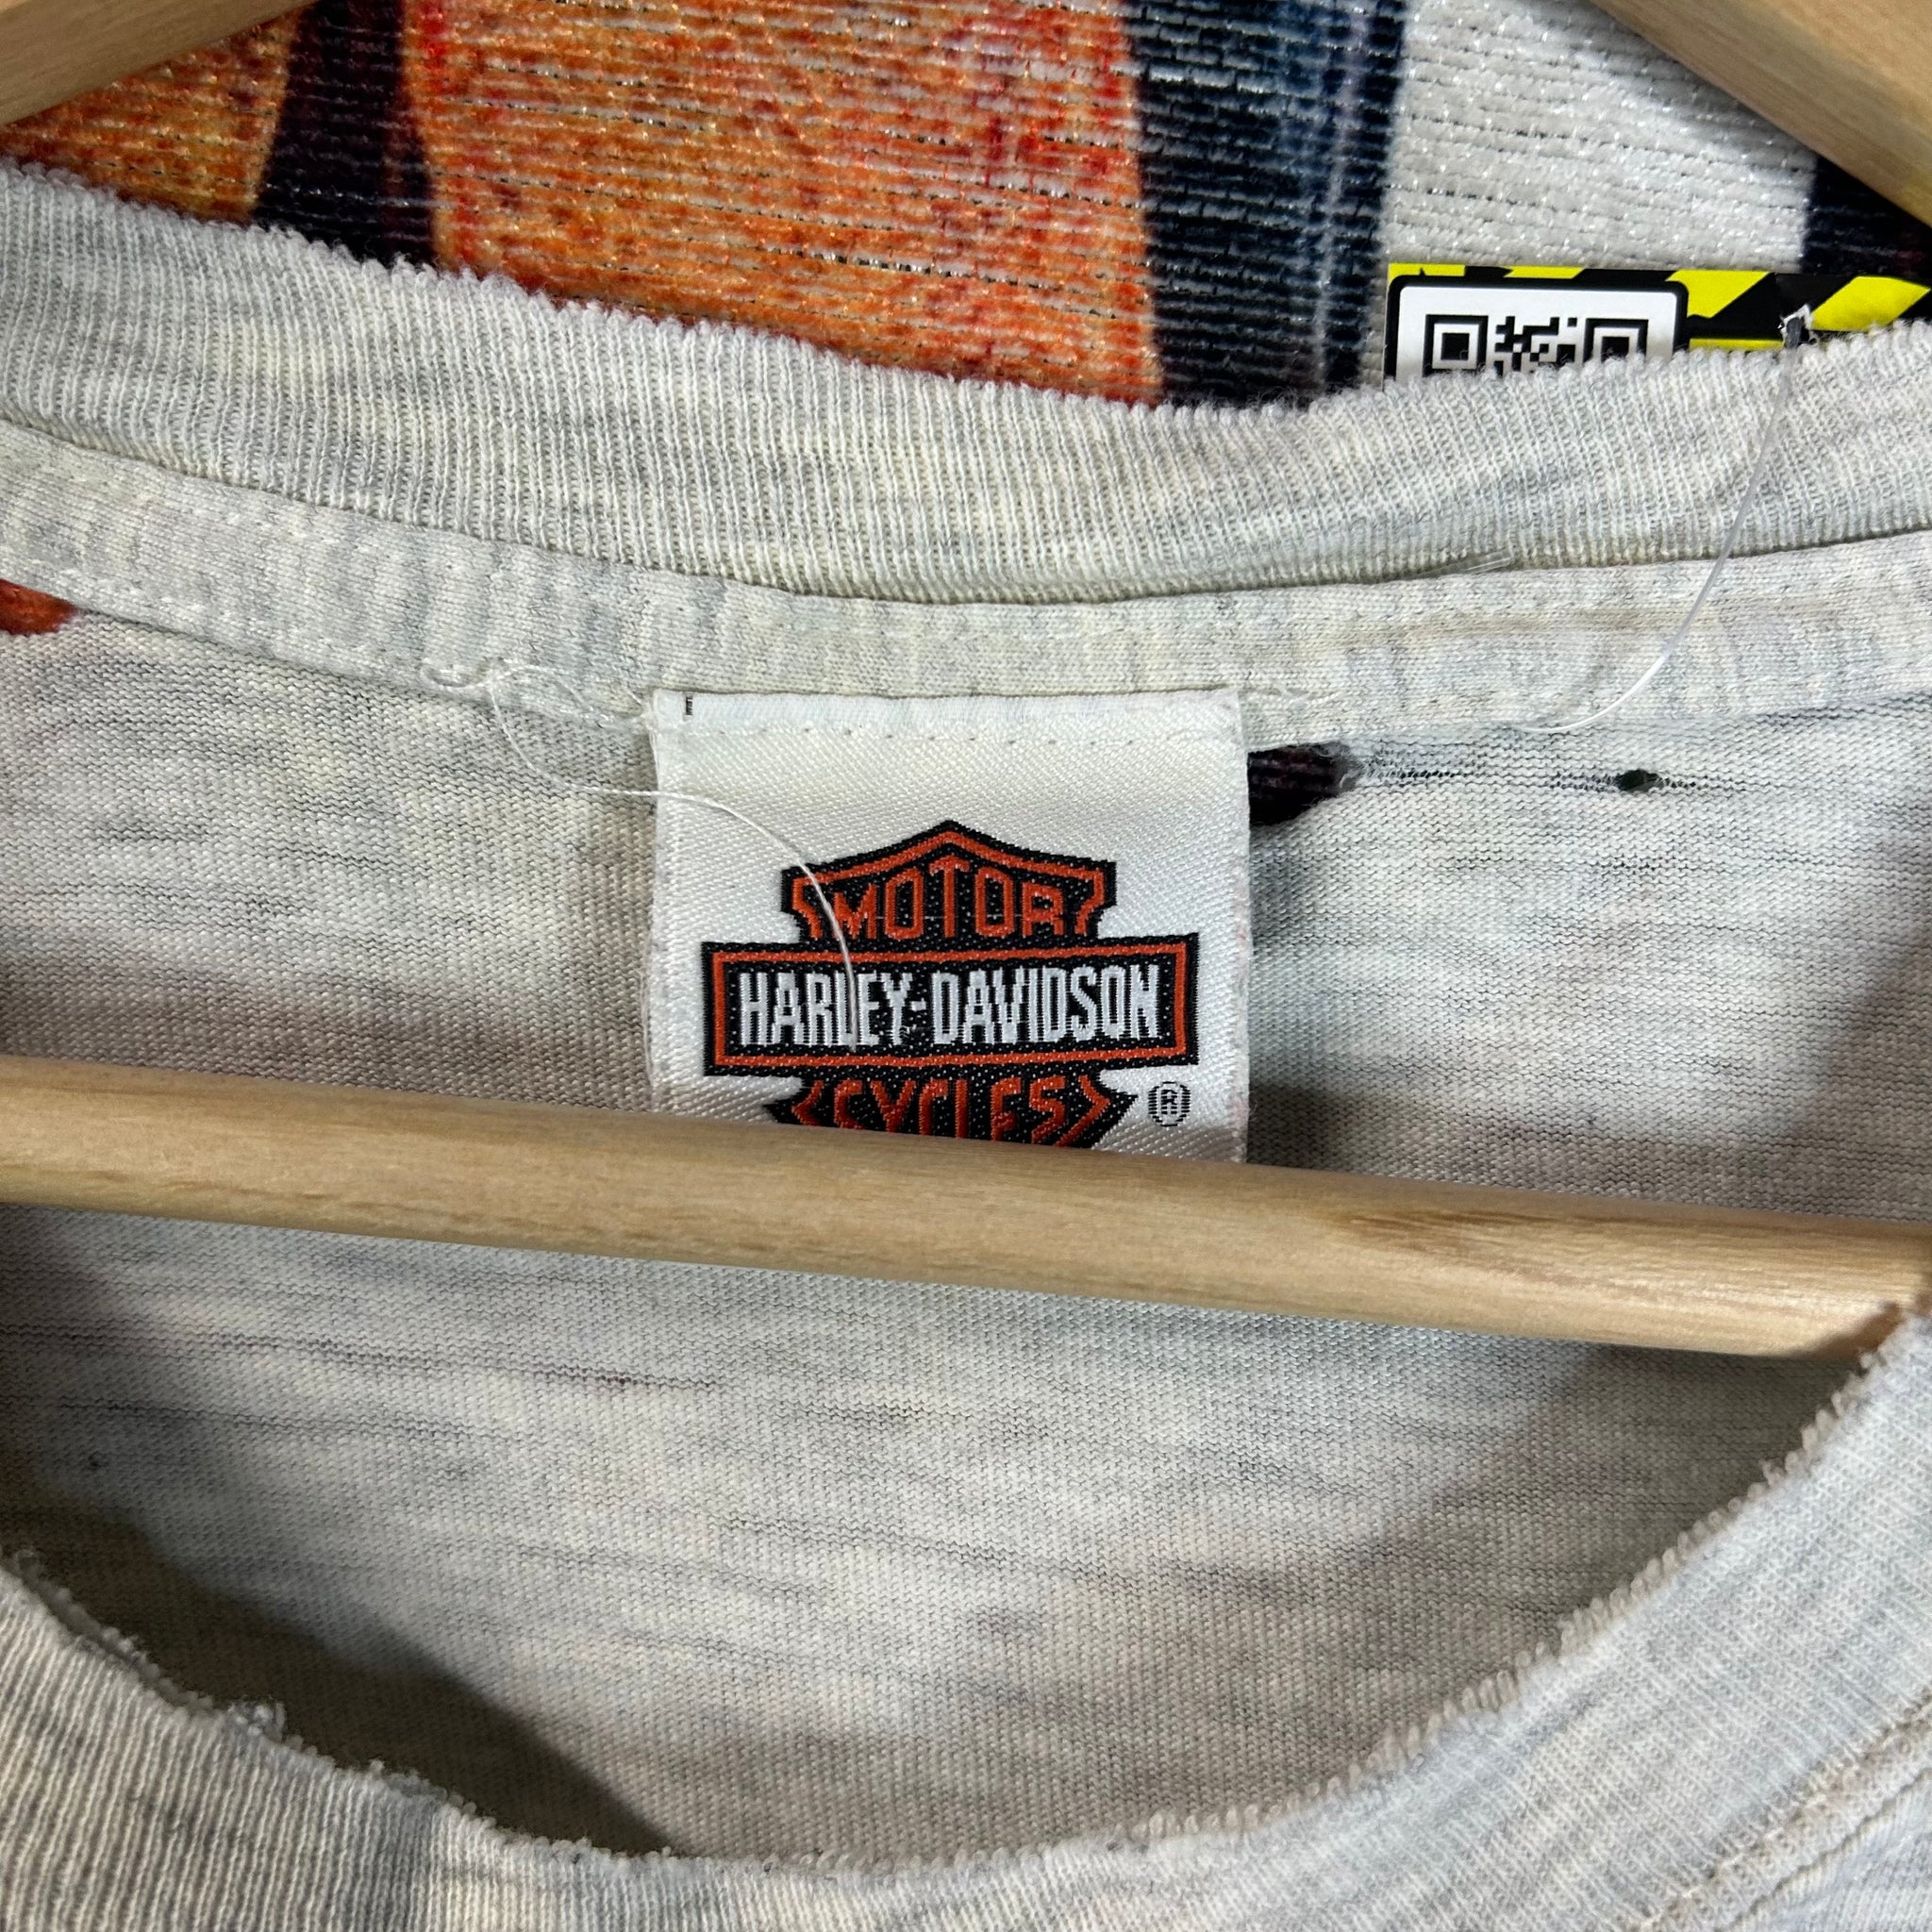 MOTOR
HARLEY-DAVIDSON
CYCLES
®